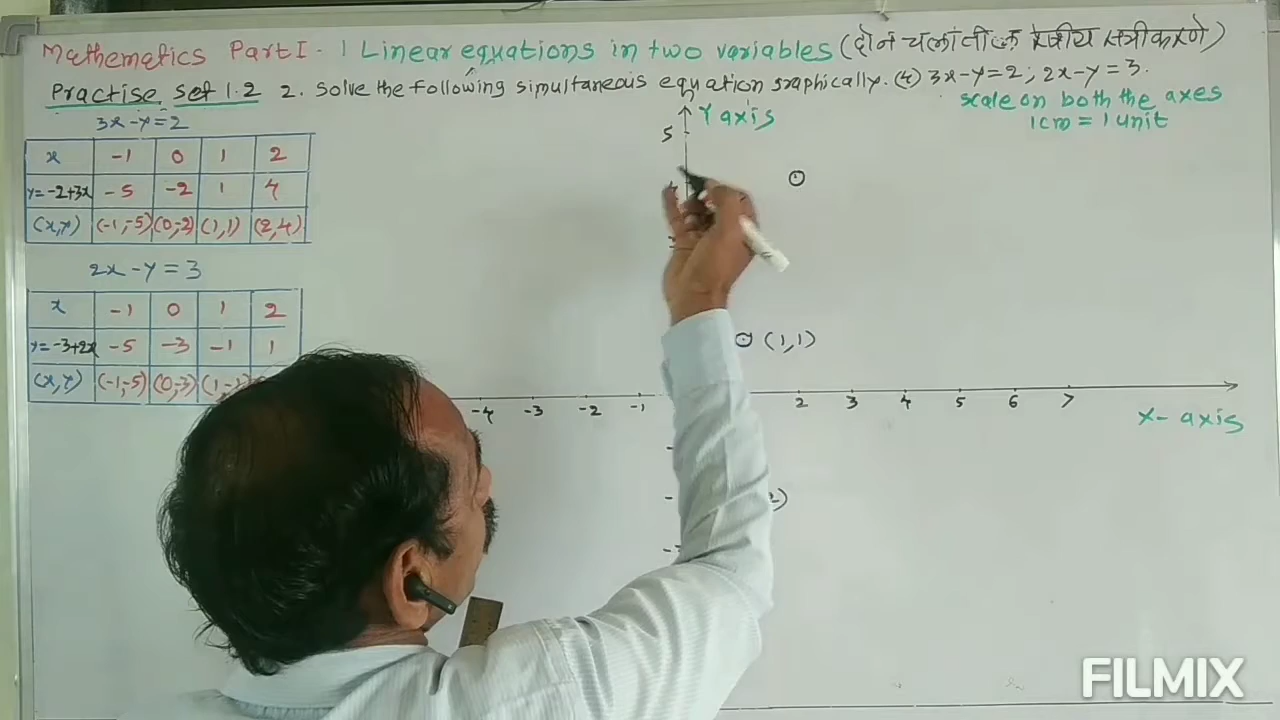 Mathematics Part I - 1 Linear equations in two variables (दोन चलांतील रेषीय समीकरणे)
Practise Set 1.2 2. Solve the following simultaneous equation graphically. (4) 3x-y=2; 2x-y=3.
scale on both the axes
1cm = 1 unit
3x-y=2
x -1 0 1 2
y=-2+3x -5 -2 1 4
(x,y) (-1,-5) (0,-2) (1,1) (2,4)
2x-y=3
x -1 0 1 2
y=-3+2x -5 -3 -1 1
(x,y) (-1,-5) (0,-3)
Y axis
5
(1,1)
-4 -3 -2 -1 2 3 4 5 6 7
X-axis
FILMIX